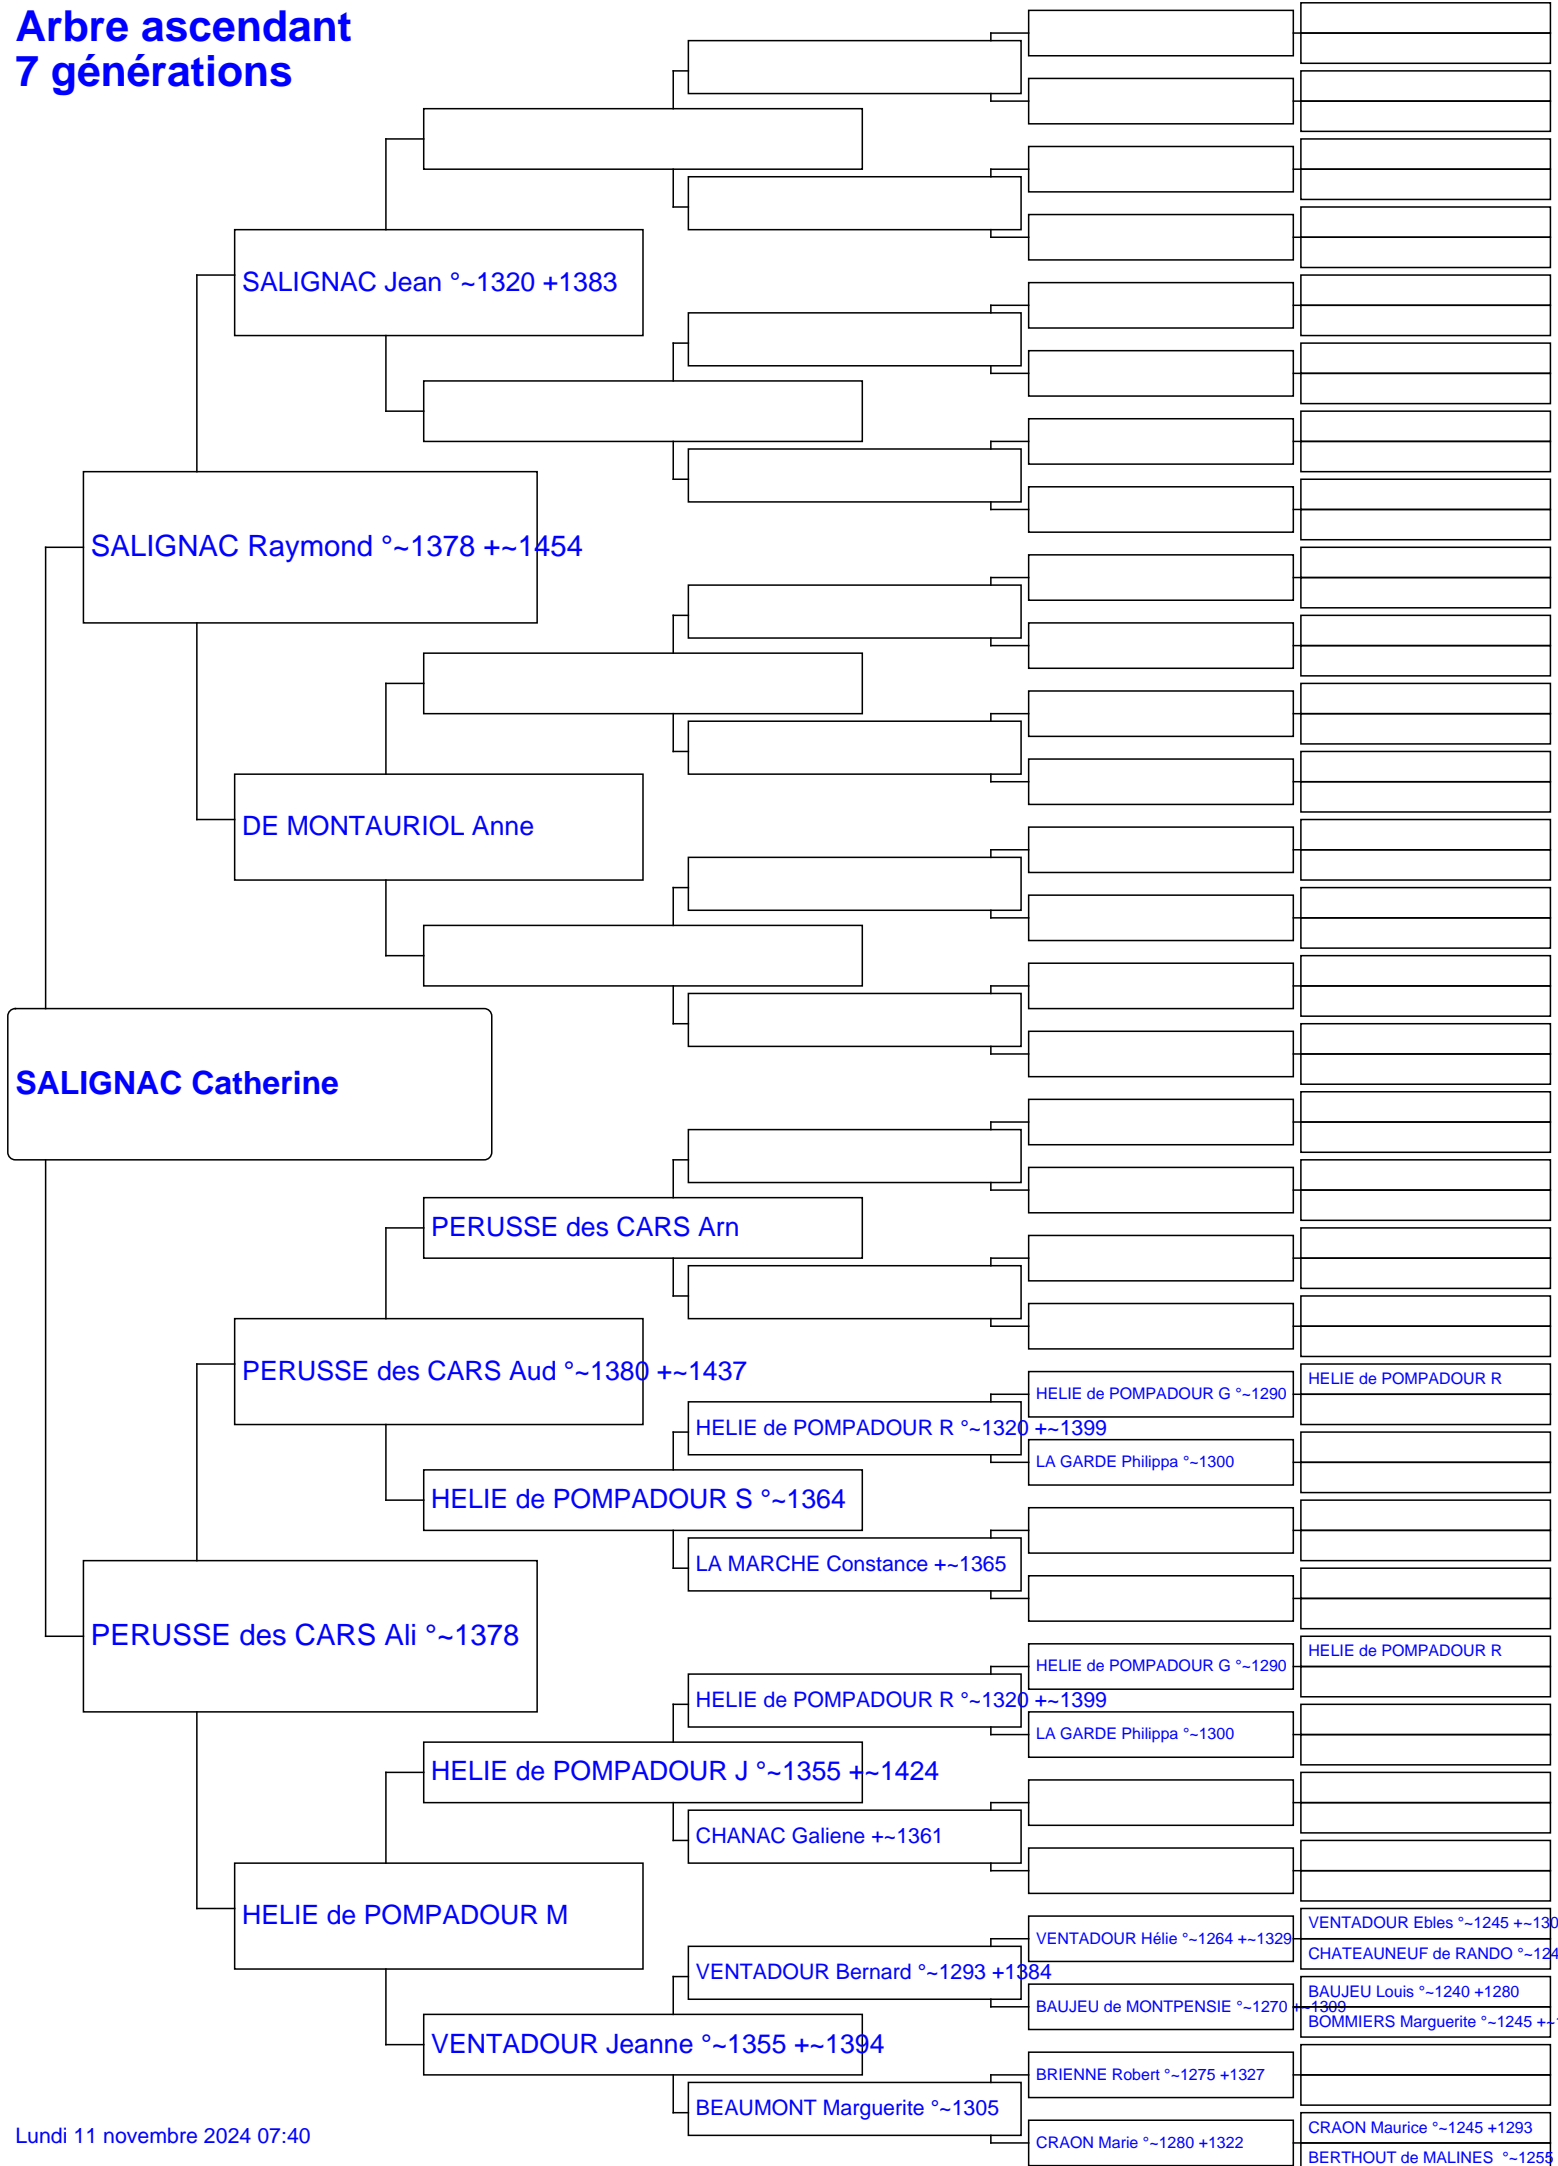 Arbre ascendant
7 générations
SALIGNAC Jean °~1320 +1383
SALIGNAC Raymond °~1378 +~1454
DE MONTAURIOL Anne
SALIGNAC Catherine
PERUSSE des CARS Arn
PERUSSE des CARS Aud °~1380 +~1437
HELIE de POMPADOUR G °~1290
HELIE de POMPADOUR R
HELIE de POMPADOUR R °~1320 +~1399
LA GARDE Philippa °~1300
HELIE de POMPADOUR S °~1364
LA MARCHE Constance +~1365
PERUSSE des CARS Ali °~1378
HELIE de POMPADOUR G °~1290
HELIE de POMPADOUR R
HELIE de POMPADOUR R °~1320 +~1399
LA GARDE Philippa °~1300
HELIE de POMPADOUR J °~1355 +~1424
CHANAC Galiene +~1361
HELIE de POMPADOUR M
VENTADOUR Ebles °~1245 +~130
VENTADOUR Hélie °~1264 +~1329
CHATEAUNEUF de RANDO °~124
VENTADOUR Bernard °~1293 +1384
BAUJEU Louis °~1240 +1280
BAUJEU de MONTPENSIE °~1270 +~1309
BOMMIERS Marguerite °~1245 +~
VENTADOUR Jeanne °~1355 +~1394
BRIENNE Robert °~1275 +1327
BEAUMONT Marguerite °~1305
CRAON Maurice °~1245 +1293
CRAON Marie °~1280 +1322
BERTHOUT de MALINES °~1255
Lundi 11 novembre 2024 07:40